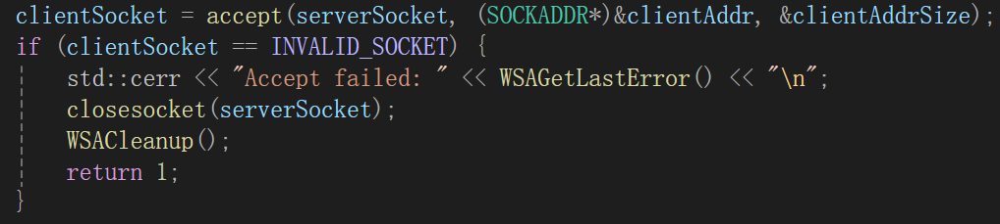 clientSocket = accept(serverSocket, (SOCKADDR*)&clientAddr, &clientAddrSize);
if (clientSocket == INVALID_SOCKET) {
    std::cerr << "Accept failed: " << WSAGetLastError() << "\n";
    closesocket(serverSocket);
    WSACleanup();
    return 1;
}